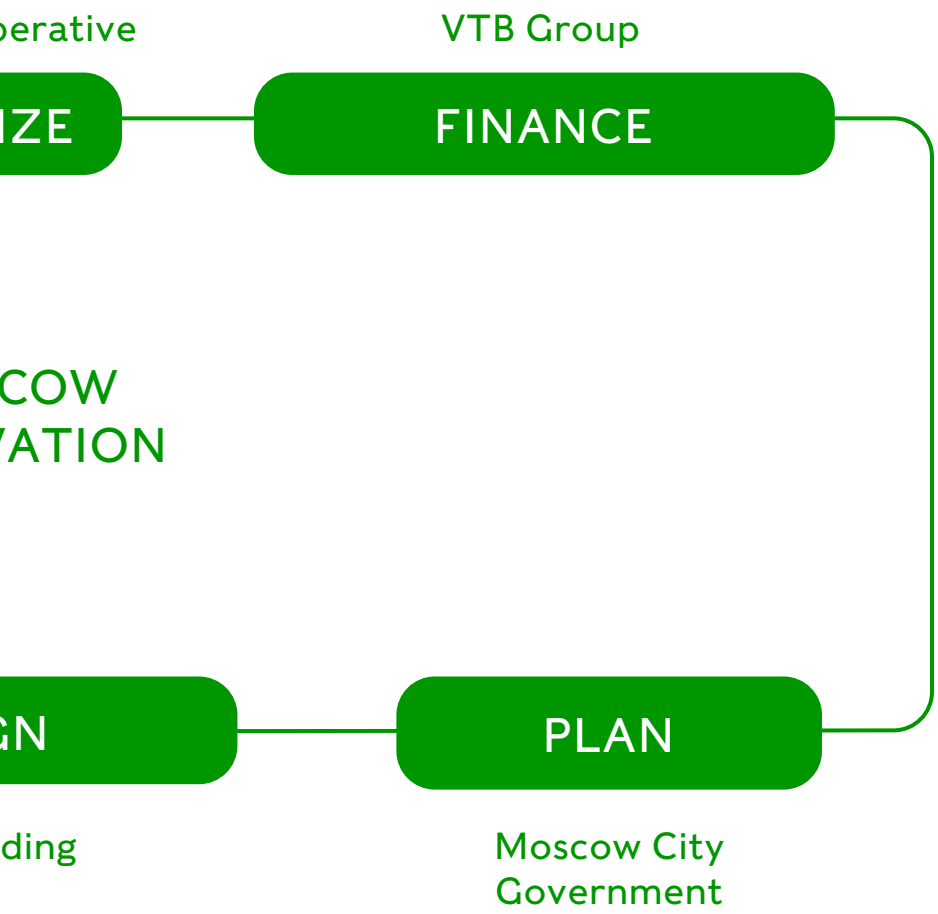 perative
VTB Group
IZE
FINANCE
COW
VATION
GN
PLAN
ding
Moscow City
Government